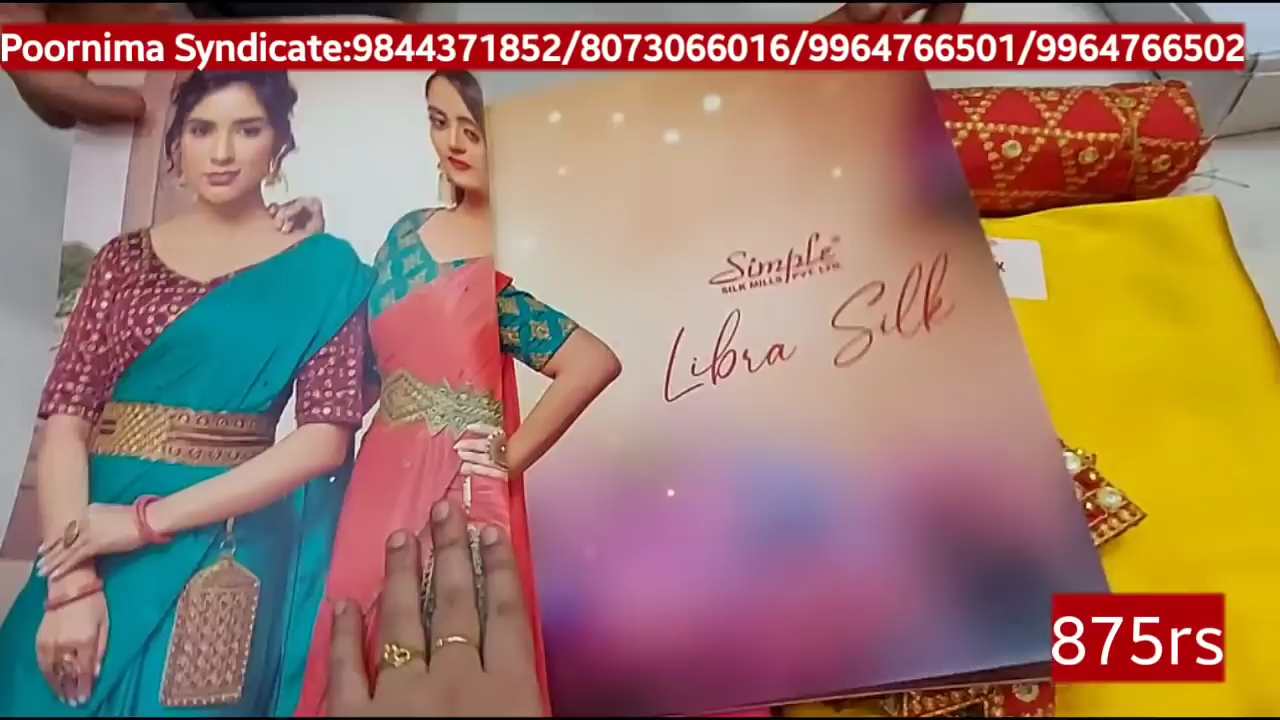 Poornima Syndicate:9844371852/8073066016/9964766501/9964766502
Simple
SILK MILLS PVT. LTD.
Libra Silk
875rs